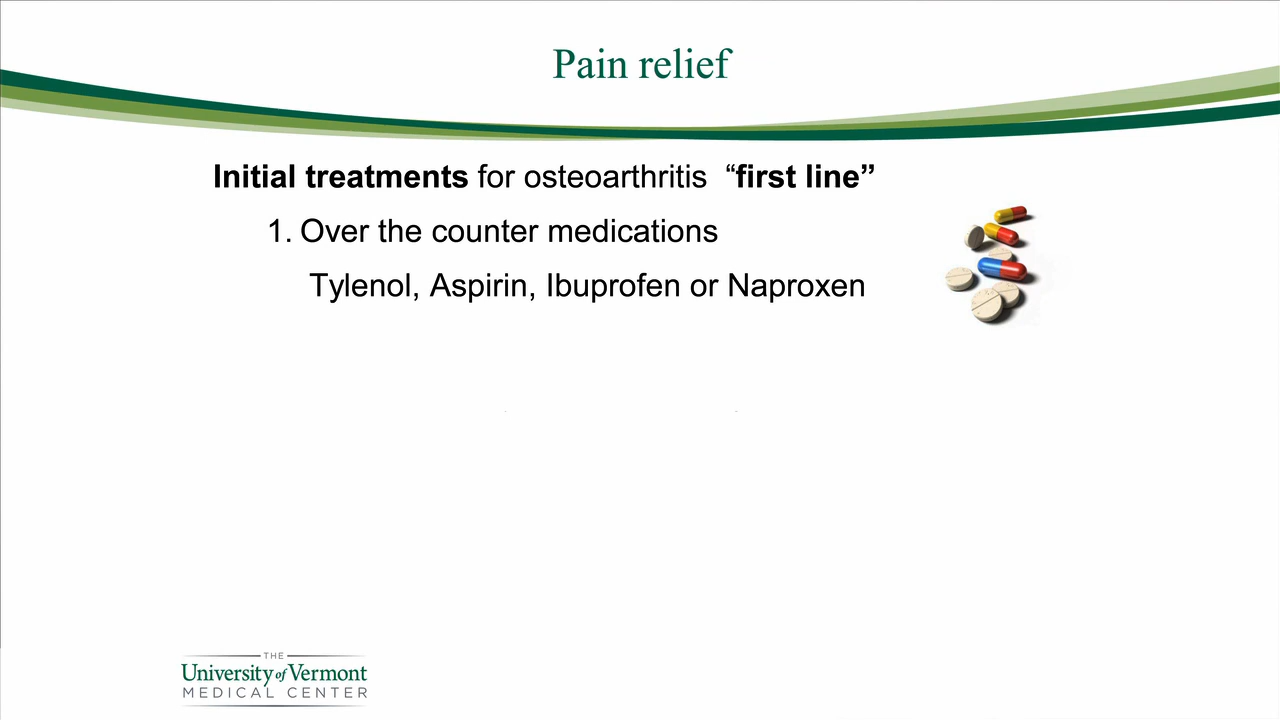 Pain relief
Initial treatments for osteoarthritis “first line”
1. Over the counter medications
Tylenol, Aspirin, Ibuprofen or Naproxen
THE
University of Vermont
MEDICAL CENTER